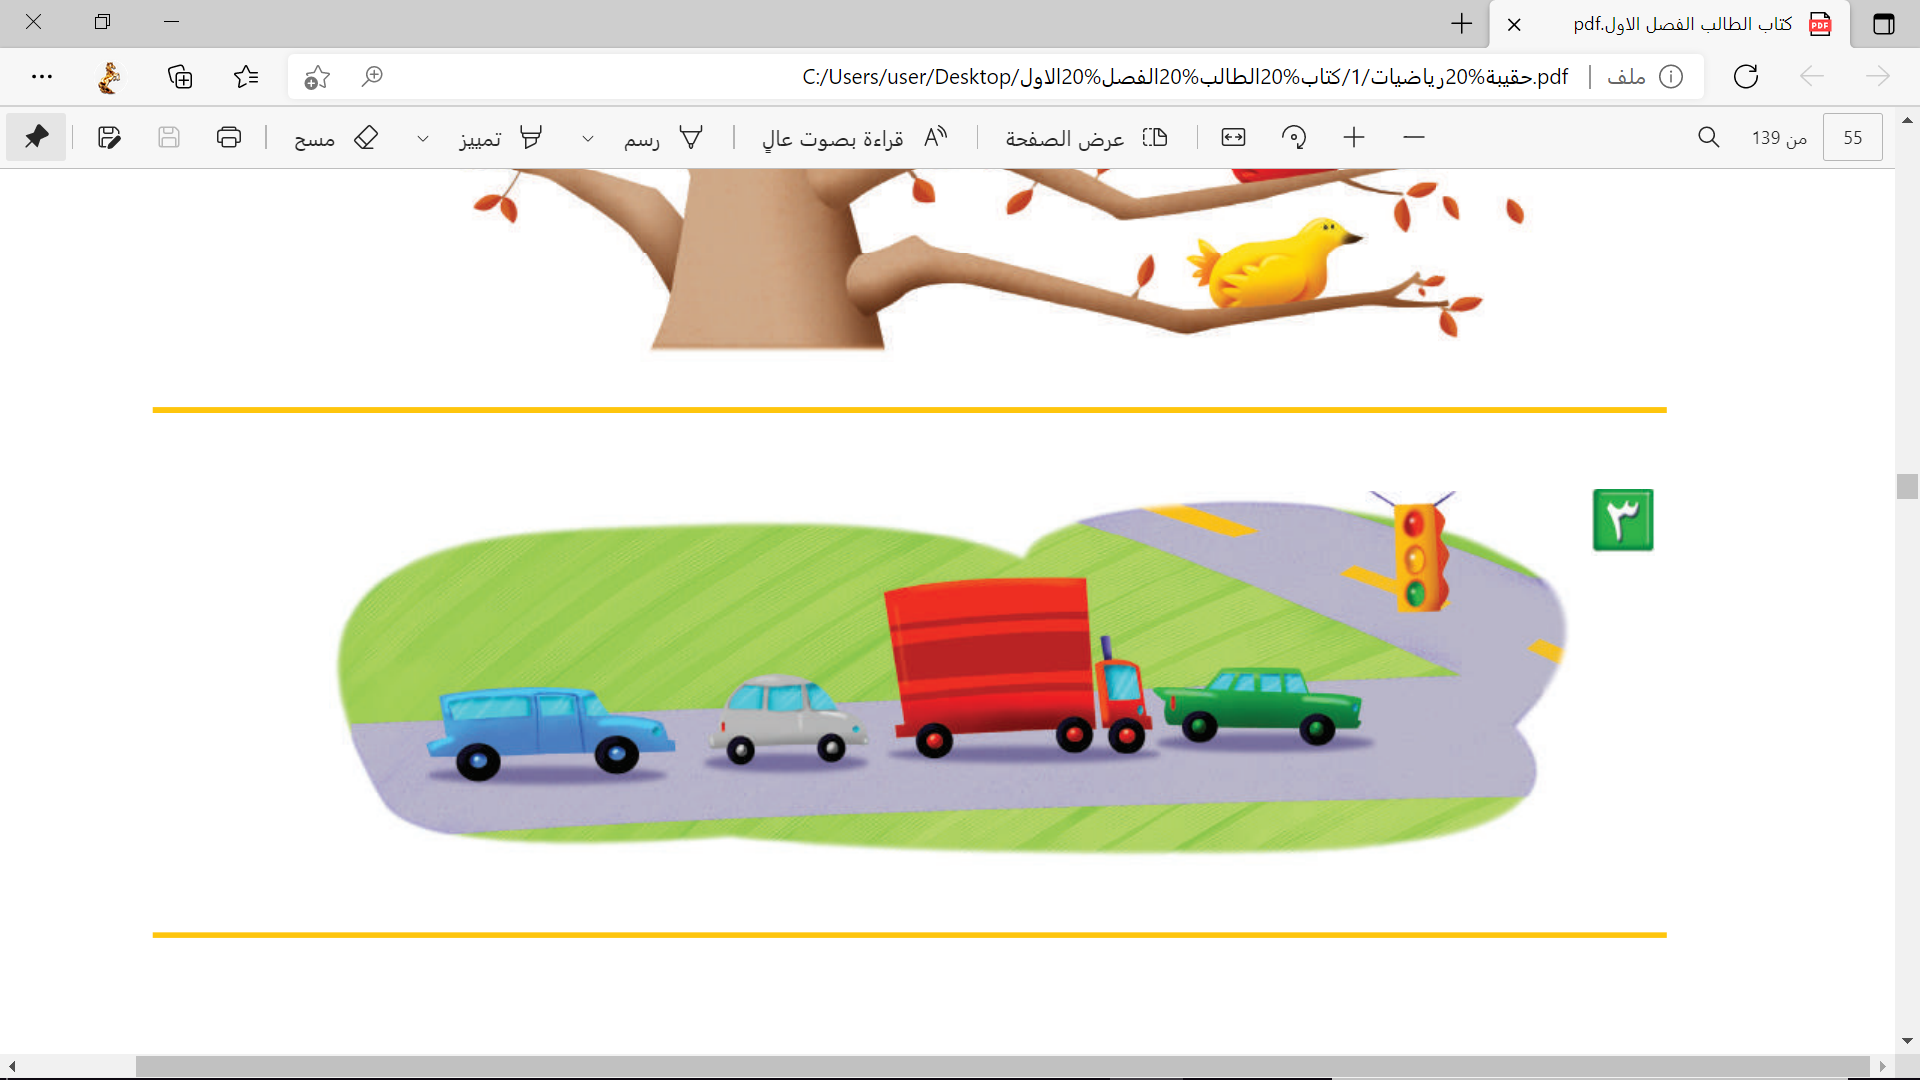 كتاب الطالب الفصل الاول.pdf
ملف
C:/Users/user/Desktop/حقيبة%20رياضيات/1/كتاب%20الطالب%20الفصل%20الاول.pdf
55 من 139 عرض الصفحة قراءة بصوت عالٍ رسم تمييز مسح
٣